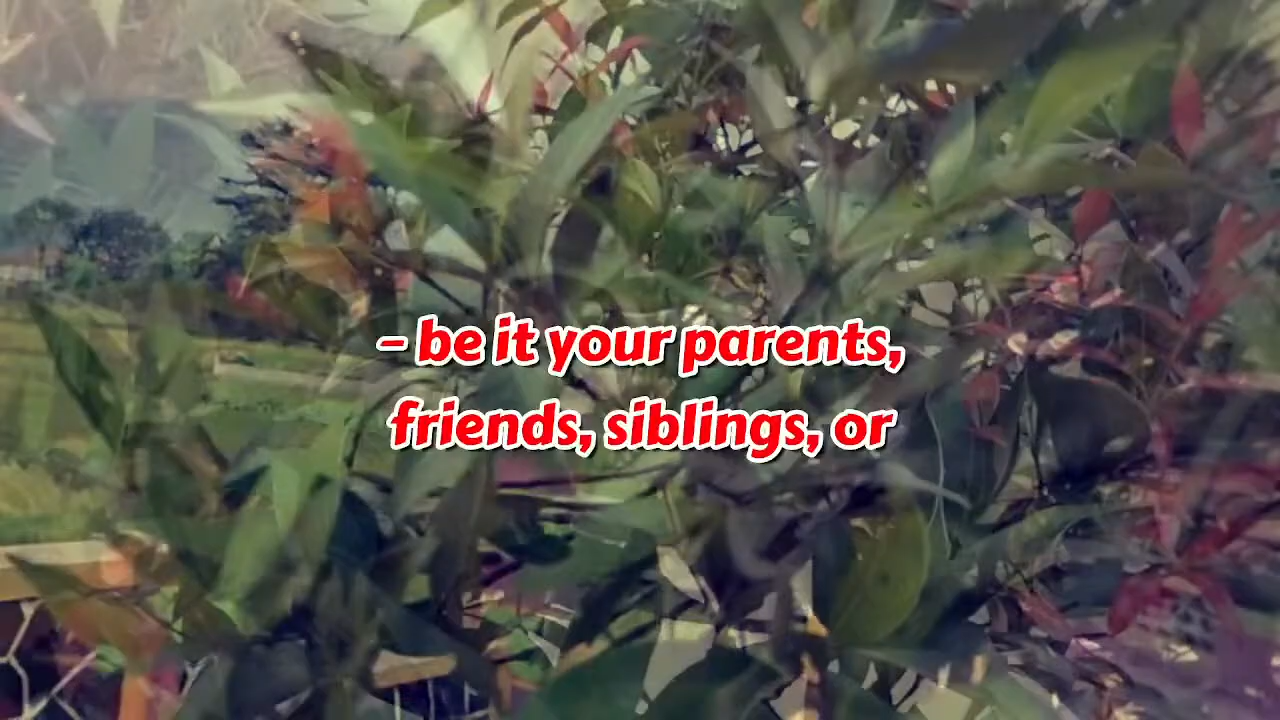 - be it your parents,
friends, siblings, or